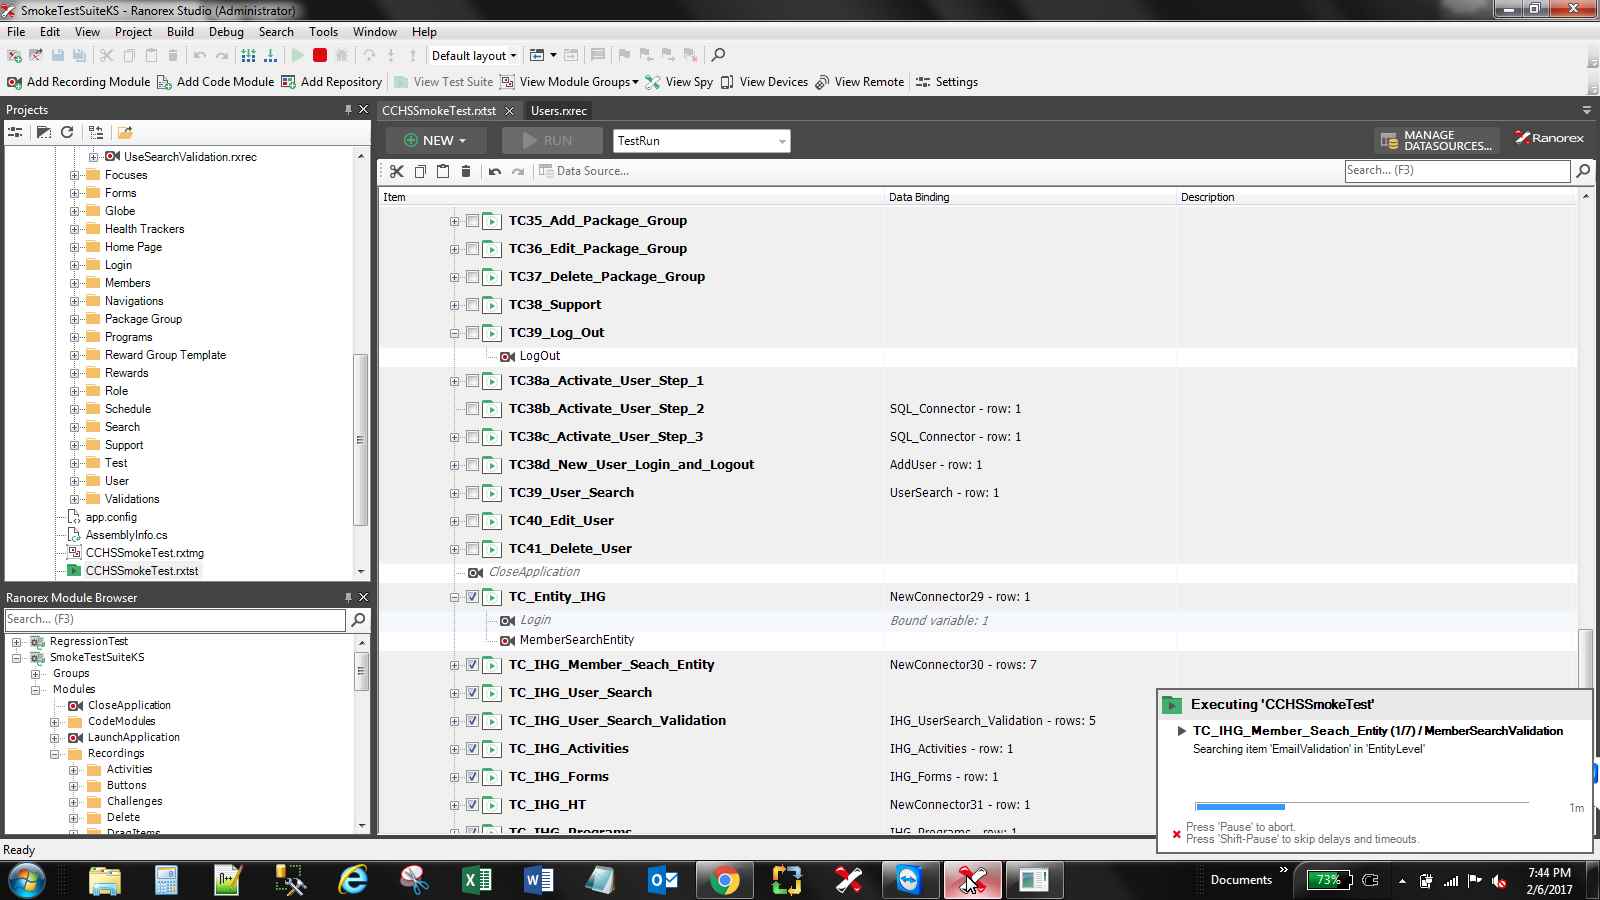 SmokeTestSuiteKS - Ranorex Studio (Administrator)
File Edit View Project Build Debug Search Tools Window Help
Default layout
Add Recording Module Add Code Module Add Repository View Test Suite View Module Groups View Spy View Devices View Remote Settings
Projects
UseSearchValidation.rxrec
Focuses
Forms
Globe
Health Trackers
Home Page
Login
Members
Navigations
Package Group
Programs
Reward Group Template
Rewards
Role
Schedule
Search
Support
Test
User
Validations
app.config
AssemblyInfo.cs
CCHSSmokeTest.rxtmg
CCHSSmokeTest.rxtst
Ranorex Module Browser
Search... (F3)
RegressionTest
SmokeTestSuiteKS
Groups
Modules
CloseApplication
CodeModules
LaunchApplication
Recordings
Activities
Buttons
Challenges
Delete
DragItems
CCHSSmokeTest.rxtst Users.rxrec
NEW RUN TestRun MANAGE DATASOURCES... Ranorex
Data Source... Search... (F3)
Item Data Binding Description
TC35_Add_Package_Group
TC36_Edit_Package_Group
TC37_Delete_Package_Group
TC38_Support
TC39_Log_Out
LogOut
TC38a_Activate_User_Step_1
TC38b_Activate_User_Step_2 SQL_Connector - row: 1
TC38c_Activate_User_Step_3 SQL_Connector - row: 1
TC38d_New_User_Login_and_Logout AddUser - row: 1
TC39_User_Search UserSearch - row: 1
TC40_Edit_User
TC41_Delete_User
CloseApplication
TC_Entity_IHG NewConnector29 - row: 1
Login Bound variable: 1
MemberSearchEntity
TC_IHG_Member_Seach_Entity NewConnector30 - rows: 7
TC_IHG_User_Search
TC_IHG_User_Search_Validation IHG_UserSearch_Validation - rows: 5
TC_IHG_Activities IHG_Activities - row: 1
TC_IHG_Forms IHG_Forms - row: 1
TC_IHG_HT NewConnector31 - row: 1
TC_IHG_Programs IHG_Programs - row: 1
Executing 'CCHSSmokeTest'
TC_IHG_Member_Seach_Entity (1/7) / MemberSearchValidation
Searching item 'EmailValidation' in 'EntityLevel'
1m
Press 'Pause' to abort.
Press 'Shift-Pause' to skip delays and timeouts.
Ready
Documents » 73% 7:44 PM
2/6/2017